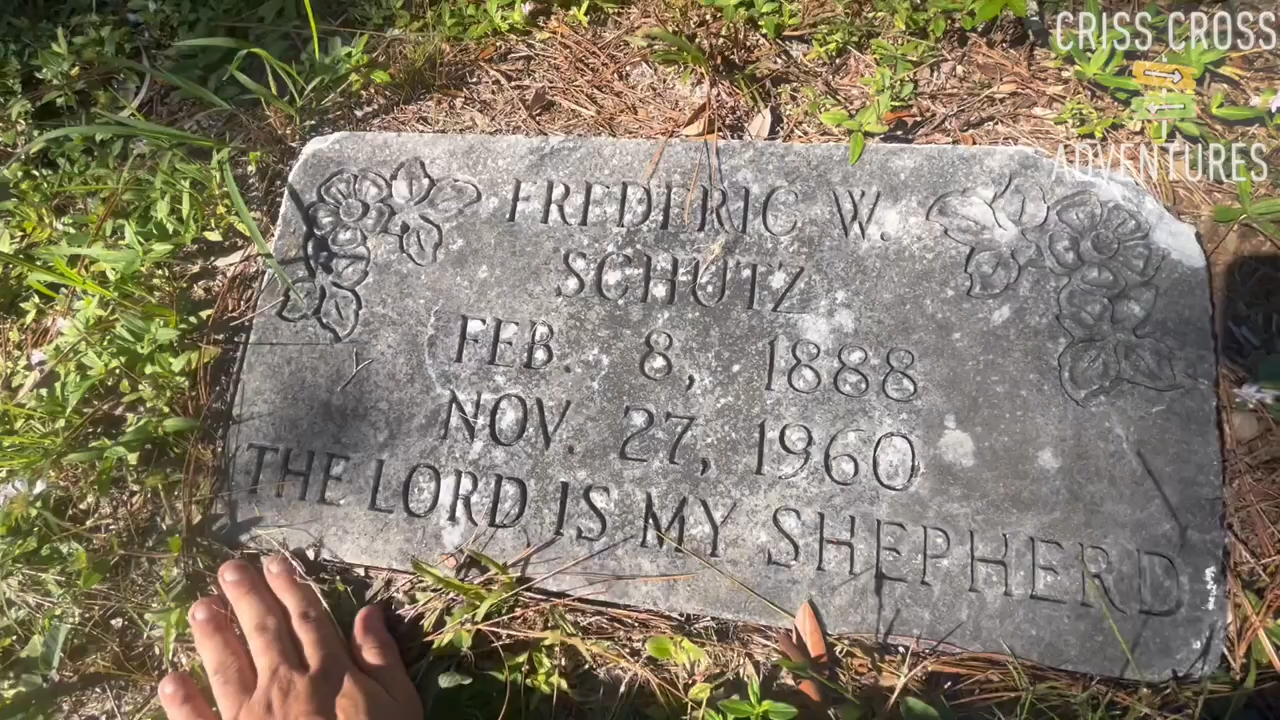 CRISS CROSS
ADVENTURES
FREDERIC W.
SCHUTZ
FEB. 8, 1888
NOV. 27, 1960
THE LORD IS MY SHEPHERD